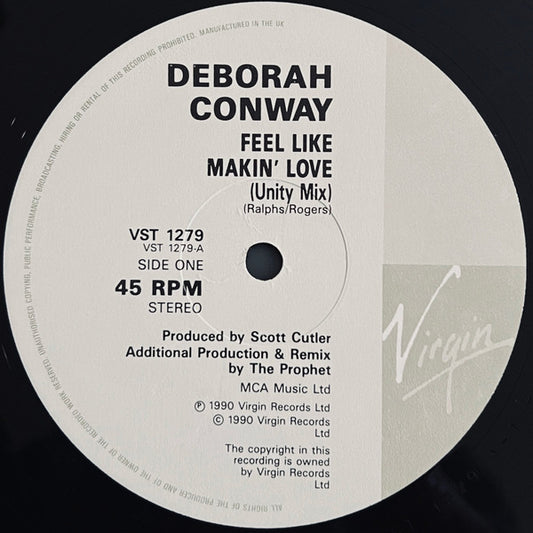 DEBORAH
CONWAY
FEEL LIKE
MAKIN' LOVE
(Unity Mix)
(Ralphs/Rogers)
VST 1279
VST 1279-A
SIDE ONE
45 RPM
STEREO
Produced by Scott Cutler
Additional Production & Remix
by The Prophet
MCA Music Ltd
℗ 1990 Virgin Records Ltd
© 1990 Virgin Records
Ltd
The copyright in this
recording is owned
by Virgin Records
Ltd
Virgin
ALL RIGHTS OF THE PRODUCER AND OF THE OWNER OF THE RECORDED WORK RESERVED. UNAUTHORISED COPYING, PUBLIC PERFORMANCE, BROADCASTING, HIRING OR RENTAL OF THIS RECORDING PROHIBITED. MANUFACTURED IN THE UK